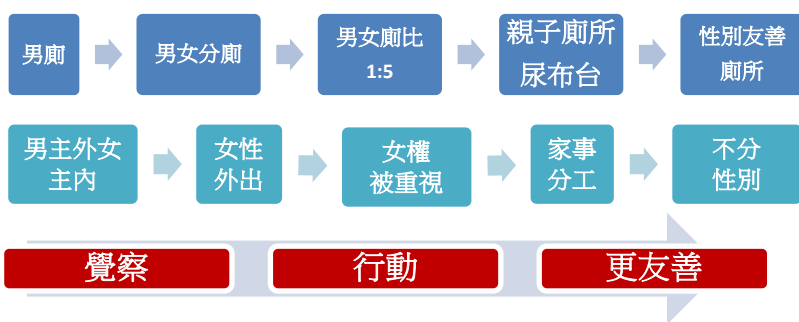 男廁
男女分廁
男女廁比
1:5
親子廁所
尿布台
性別友善
廁所
男主外女
主內
女性
外出
女權
被重視
家事
分工
不分
性別
覺察
行動
更友善